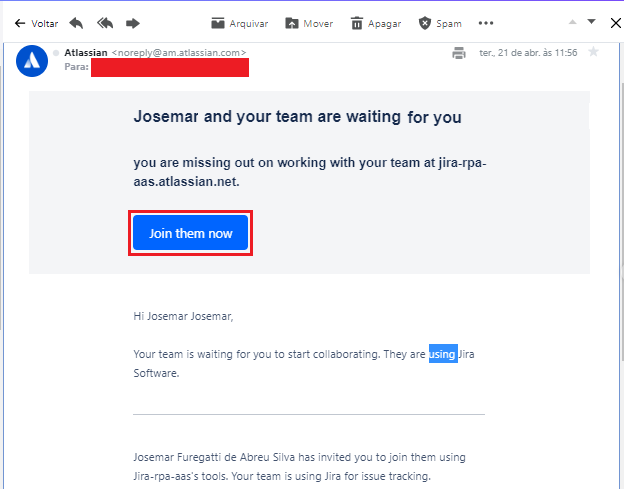 Voltar Arquivar Mover Apagar Spam
Atlassian <noreply@am.atlassian.com> ter., 21 de abr. às 11:56
Para:
Josemar and your team are waiting for you
you are missing out on working with your team at jira-rpa-
aas.atlassian.net.
Join them now
Hi Josemar Josemar,
Your team is waiting for you to start collaborating. They are using Jira
Software.
Josemar Furegatti de Abreu Silva has invited you to join them using
Jira-rpa-aas's tools. Your team is using Jira for issue tracking.